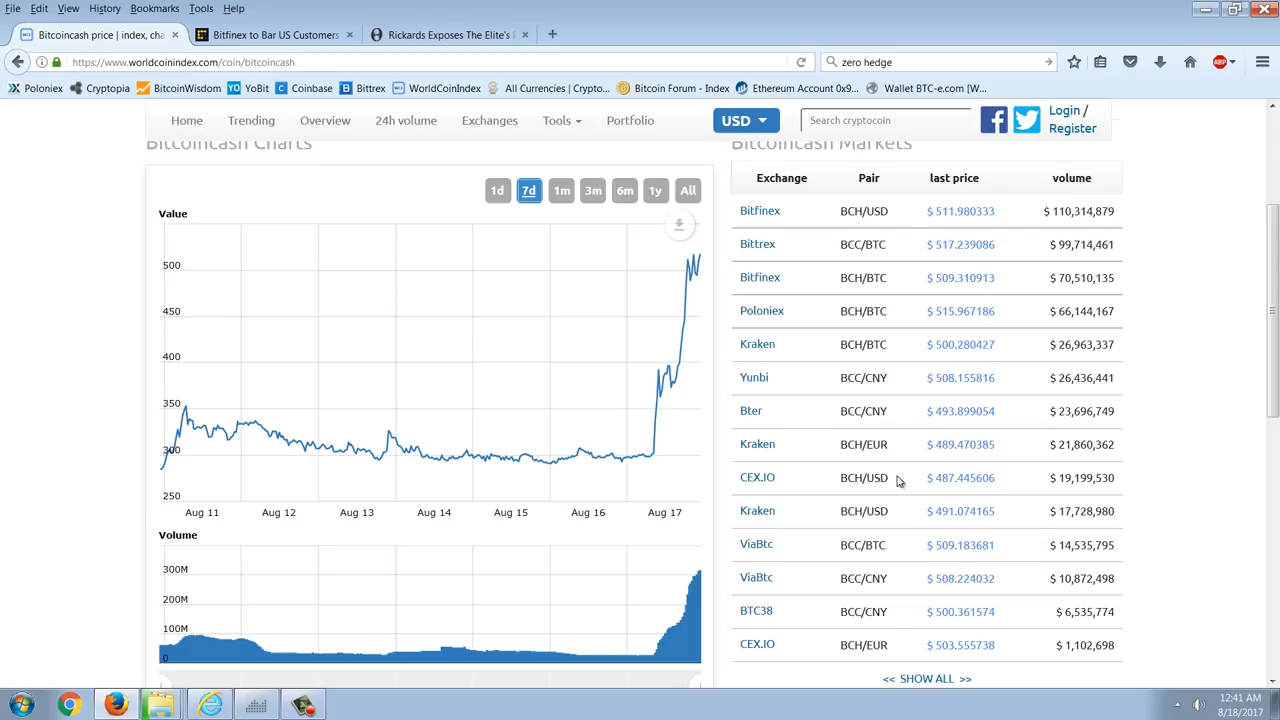 File Edit View History Bookmarks Tools Help
Bitcoincash price | index, cha
Bitfinex to Bar US Customers
Rickards Exposes The Elite's
https://www.worldcoinindex.com/coin/bitcoincash
zero hedge
ABP
Poloniex Cryptopia BitcoinWisdom YoBit Coinbase Bittrex WorldCoinIndex All Currencies (Crypto... Bitcoin Forum - Index Ethereum Account 0x9... Wallet BTC-e.com [W...
Home Trending Overview 24h volume Exchanges Tools Portfolio USD Search cryptocoin Login / Register
Bitcoincash Charts
Bitcoincash Markets
1d 7d 1m 3m 6m 1y All
Value
500
450
400
350
300
250
Aug 11 Aug 12 Aug 13 Aug 14 Aug 15 Aug 16 Aug 17
Volume
300M
200M
100M
0
Exchange Pair last price volume
Bitfinex BCH/USD $ 511.980333 $ 110,314,879
Bittrex BCC/BTC $ 517.239086 $ 99,714,461
Bitfinex BCH/BTC $ 509.310913 $ 70,510,135
Poloniex BCH/BTC $ 515.967186 $ 66,144,167
Kraken BCH/BTC $ 500.280427 $ 26,963,337
Yunbi BCC/CNY $ 508.155816 $ 26,436,441
Bter BCC/CNY $ 493.899054 $ 23,696,749
Kraken BCH/EUR $ 489.470385 $ 21,860,362
CEX.IO BCH/USD $ 487.445606 $ 19,199,530
Kraken BCH/USD $ 491.074165 $ 17,728,980
ViaBtc BCC/BTC $ 509.183681 $ 14,535,795
ViaBtc BCC/CNY $ 508.224032 $ 10,872,498
BTC38 BCC/CNY $ 500.361574 $ 6,535,774
CEX.IO BCH/EUR $ 503.555738 $ 1,102,698
<< SHOW ALL >>
12:41 AM
8/18/2017